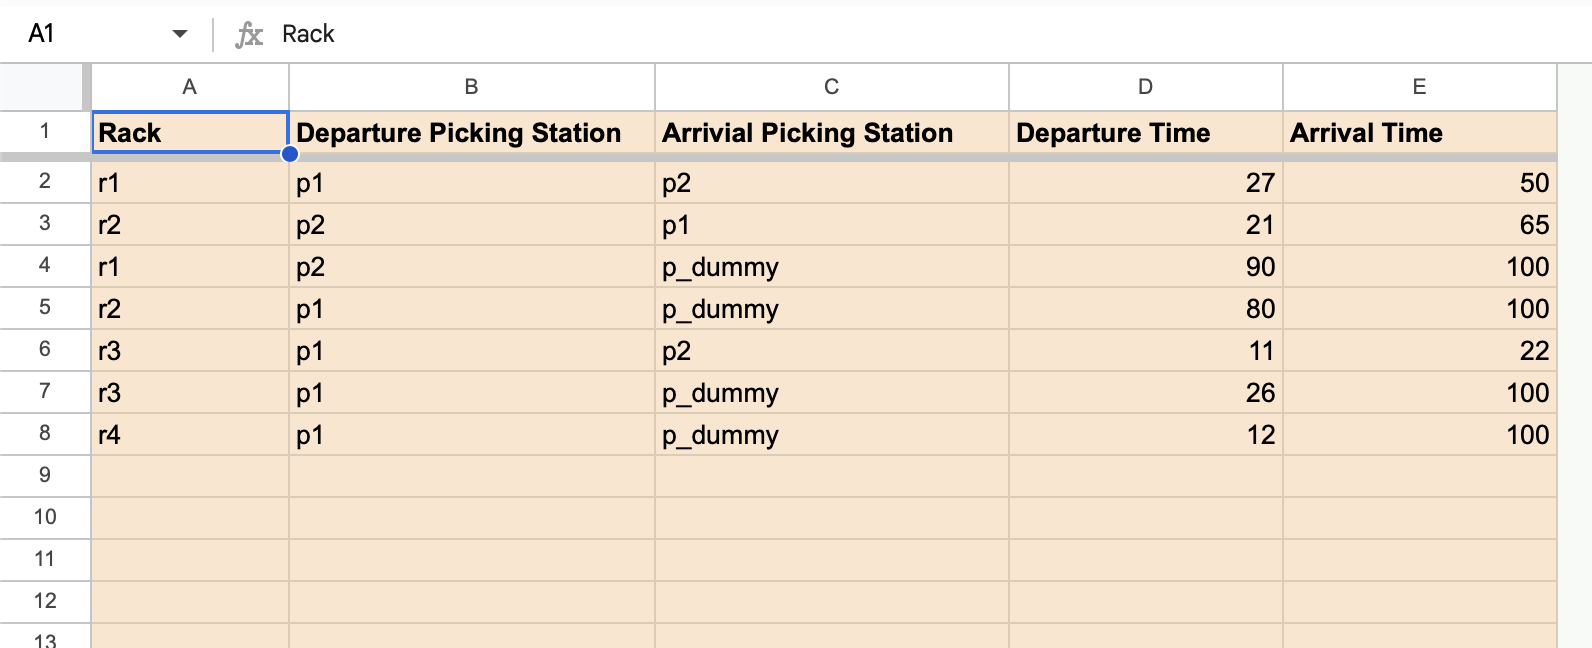 A1 fx Rack
A B C D E
1 Rack Departure Picking Station Arrivial Picking Station Departure Time Arrival Time
2 r1 p1 p2 27 50
3 r2 p2 p1 21 65
4 r1 p2 p_dummy 90 100
5 r2 p1 p_dummy 80 100
6 r3 p1 p2 11 22
7 r3 p1 p_dummy 26 100
8 r4 p1 p_dummy 12 100
9
10
11
12
13